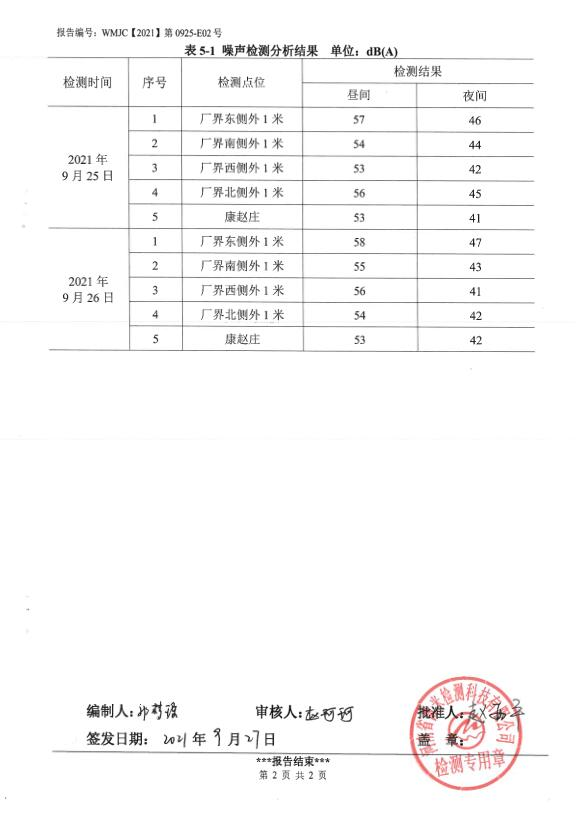 报告编号：WMJC【2021】第 0925-E02 号
表 5-1 噪声检测分析结果 单位：dB(A)
检测时间 序号 检测点位 检测结果
昼间 夜间
2021 年 9 月 25 日
1 厂界东侧外 1 米 57 46
2 厂界南侧外 1 米 54 44
3 厂界西侧外 1 米 53 42
4 厂界北侧外 1 米 56 45
5 康赵庄 53 41
2021 年 9 月 26 日
1 厂界东侧外 1 米 58 47
2 厂界南侧外 1 米 55 43
3 厂界西侧外 1 米 56 41
4 厂界北侧外 1 米 54 42
5 康赵庄 53 42
编制人： 审核人：赵珂珂 批准人：赵
签发日期： 2021 年 9 月 27 日 盖 章：
检测科技有限公司
检测专用章
***报告结束***
第 2 页 共 2 页